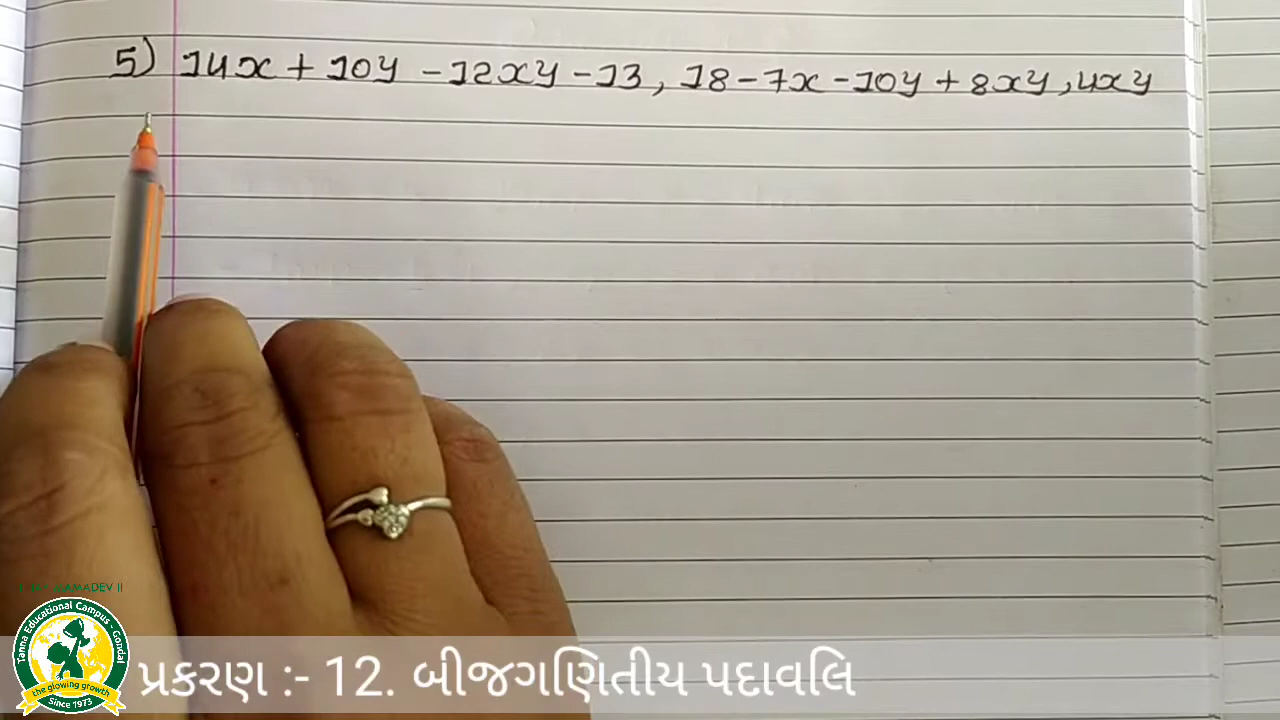 5) 14x + 10y - 12xy - 13, 18 - 7x - 10y + 8xy, 4xy
Tanna Educational Campus - Gondal
the glowing growth
Since 1973
પ્રકરણ :- 12. બીજગણિતીય પદાવલિ